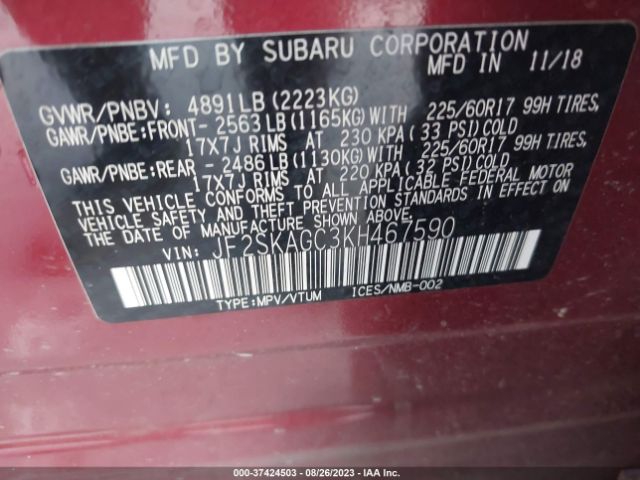 MFD BY SUBARU CORPORATION
MFD IN 11/18
GVWR/PNBV: 4891LB (2223KG)
GAWR/PNBE:FRONT- 2563LB (1165KG)WITH 225/60R17 99H TIRES,
17X7J RIMS AT 230 KPA (33 PSI)COLD
GAWR/PNBE:REAR - 2486LB (1130KG)WITH 225/60R17 99H TIRES,
17X7J RIMS AT 220 KPA (32 PSI)COLD
THIS VEHICLE CONFORMS TO ALL APPLICABLE FEDERAL MOTOR
VEHICLE SAFETY AND THEFT PREVENTION STANDARDS IN EFFECT ON
THE DATE OF MANUFACTURE SHOWN ABOVE.
VIN: JF2SKAGC3KH467590
TYPE:MPV/VTUM ICES/NMB-002
000-37424503 - 08/26/2023 - IAA Inc.